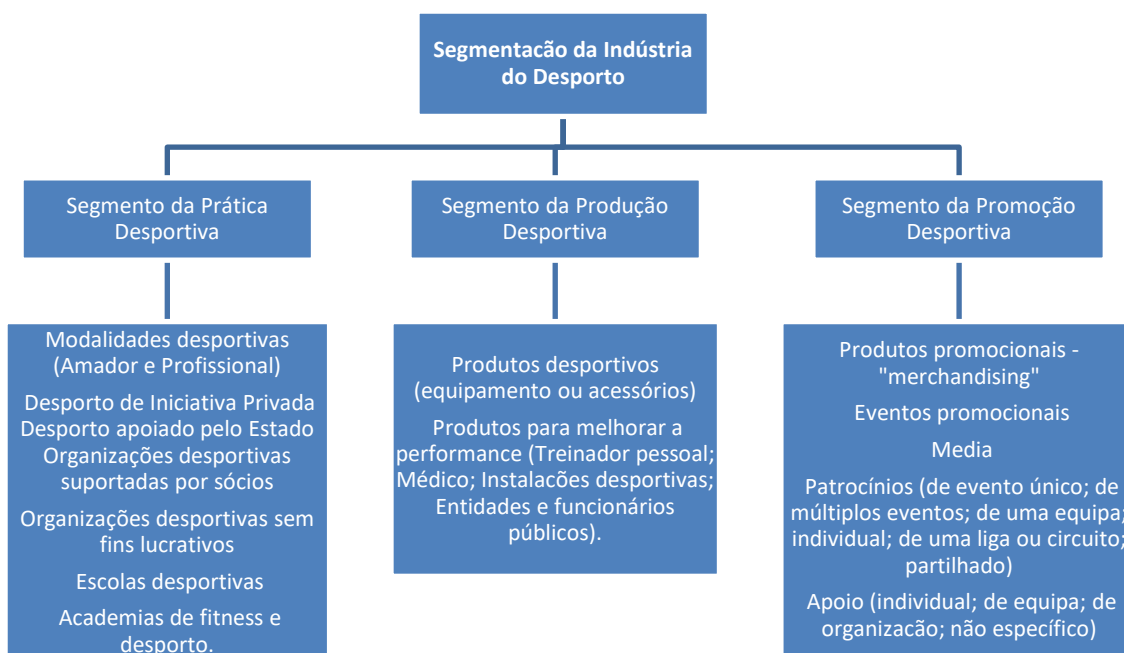 Segmentacão da Indústria
do Desporto
Segmento da Prática
Desportiva
Segmento da Produção
Desportiva
Segmento da Promoção
Desportiva
Modalidades desportivas
(Amador e Profissional)
Desporto de Iniciativa Privada
Desporto apoiado pelo Estado
Organizações desportivas
suportadas por sócios
Organizações desportivas sem
fins lucrativos
Escolas desportivas
Academias de fitness e
desporto.
Produtos desportivos
(equipamento ou acessórios)
Produtos para melhorar a
performance (Treinador pessoal;
Médico; Instalacões desportivas;
Entidades e funcionários
públicos).
Produtos promocionais -
"merchandising"
Eventos promocionais
Media
Patrocínios (de evento único; de
múltiplos eventos; de uma equipa;
individual; de uma liga ou circuito;
partilhado)
Apoio (individual; de equipa; de
organizacão; não específico)